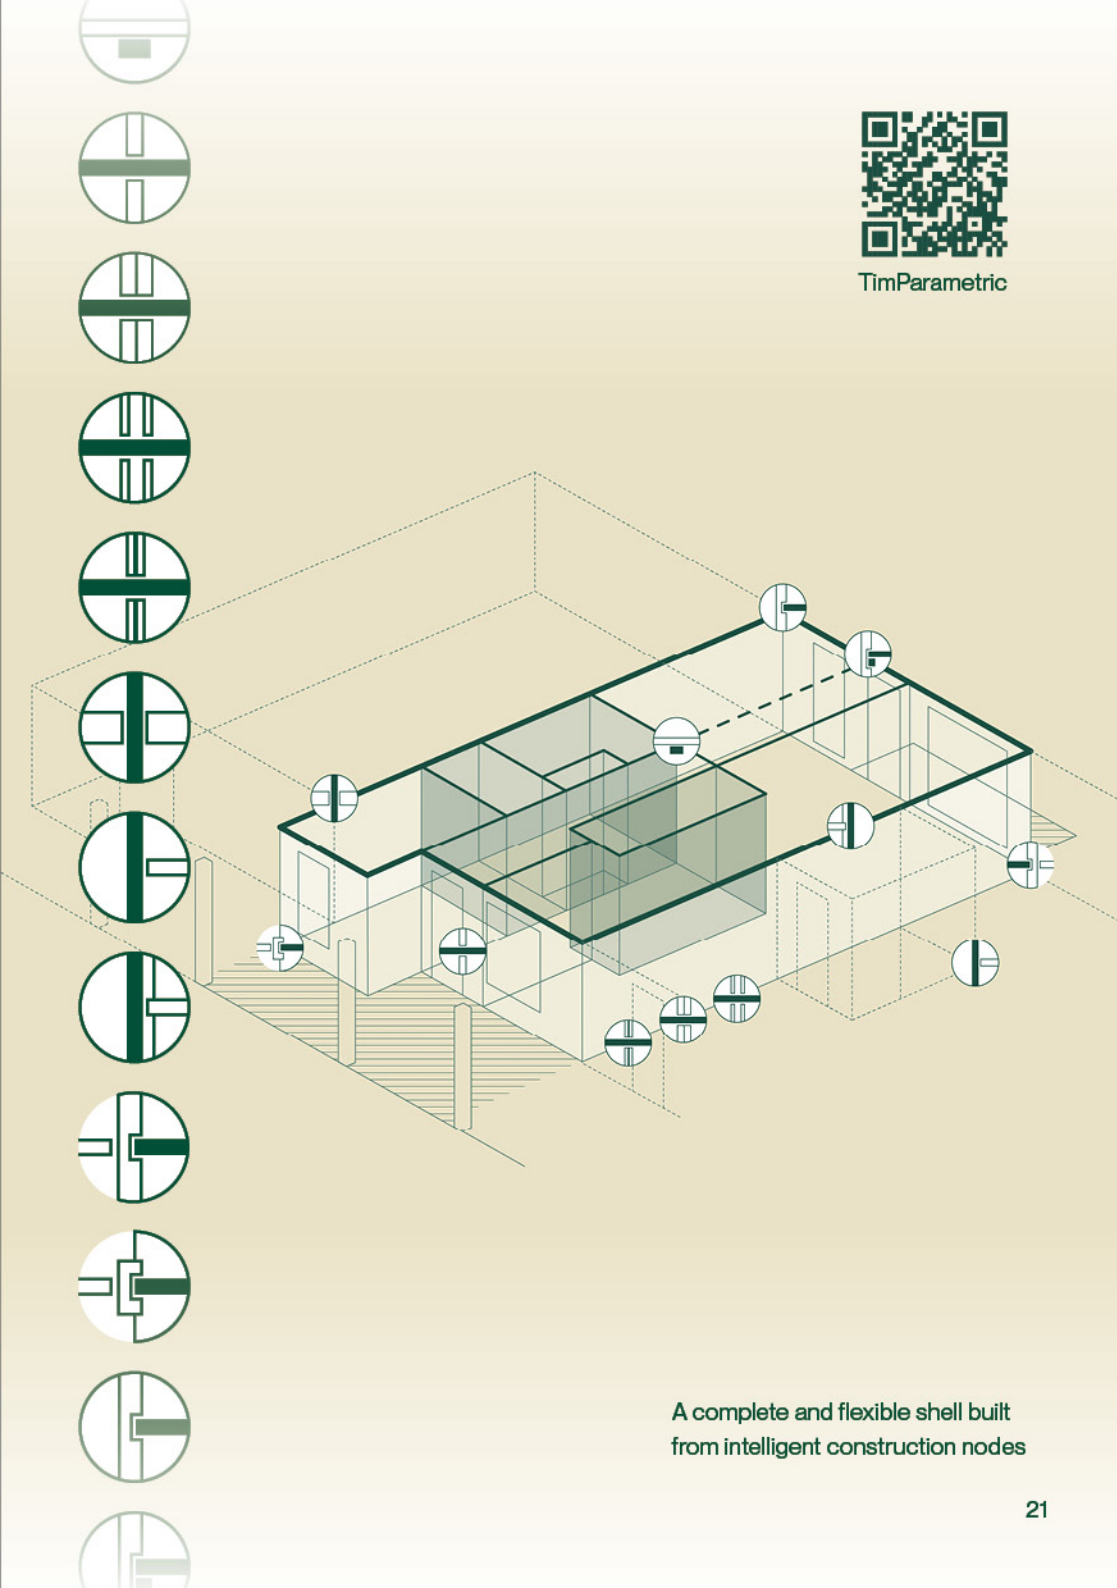 TimParametric
A complete and flexible shell built
from intelligent construction nodes
21